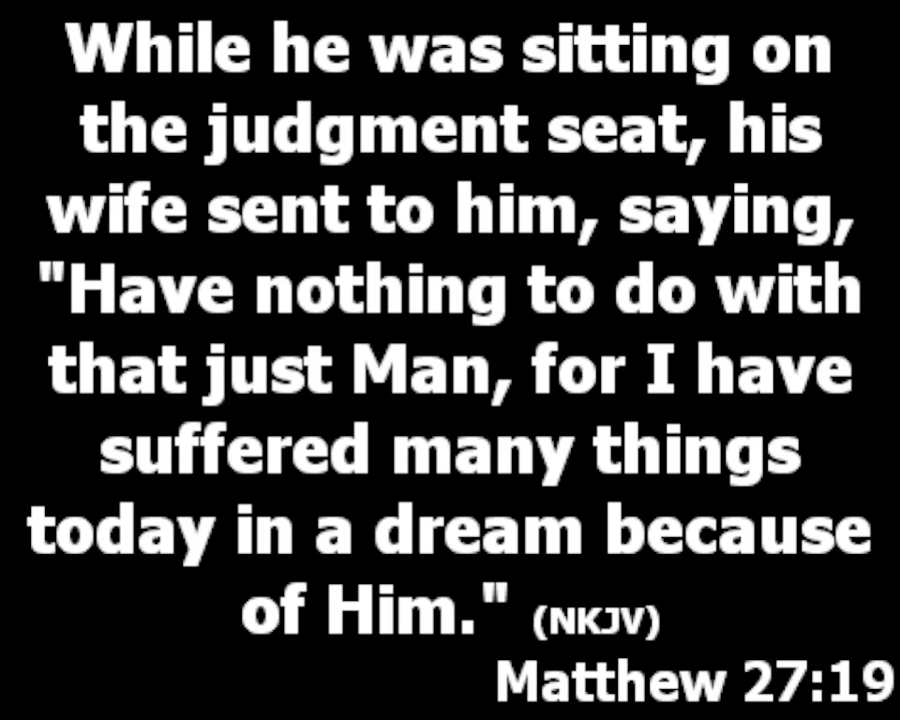 While he was sitting on
the judgment seat, his
wife sent to him, saying,
"Have nothing to do with
that just Man, for I have
suffered many things
today in a dream because
of Him." (NKJV)
Matthew 27:19